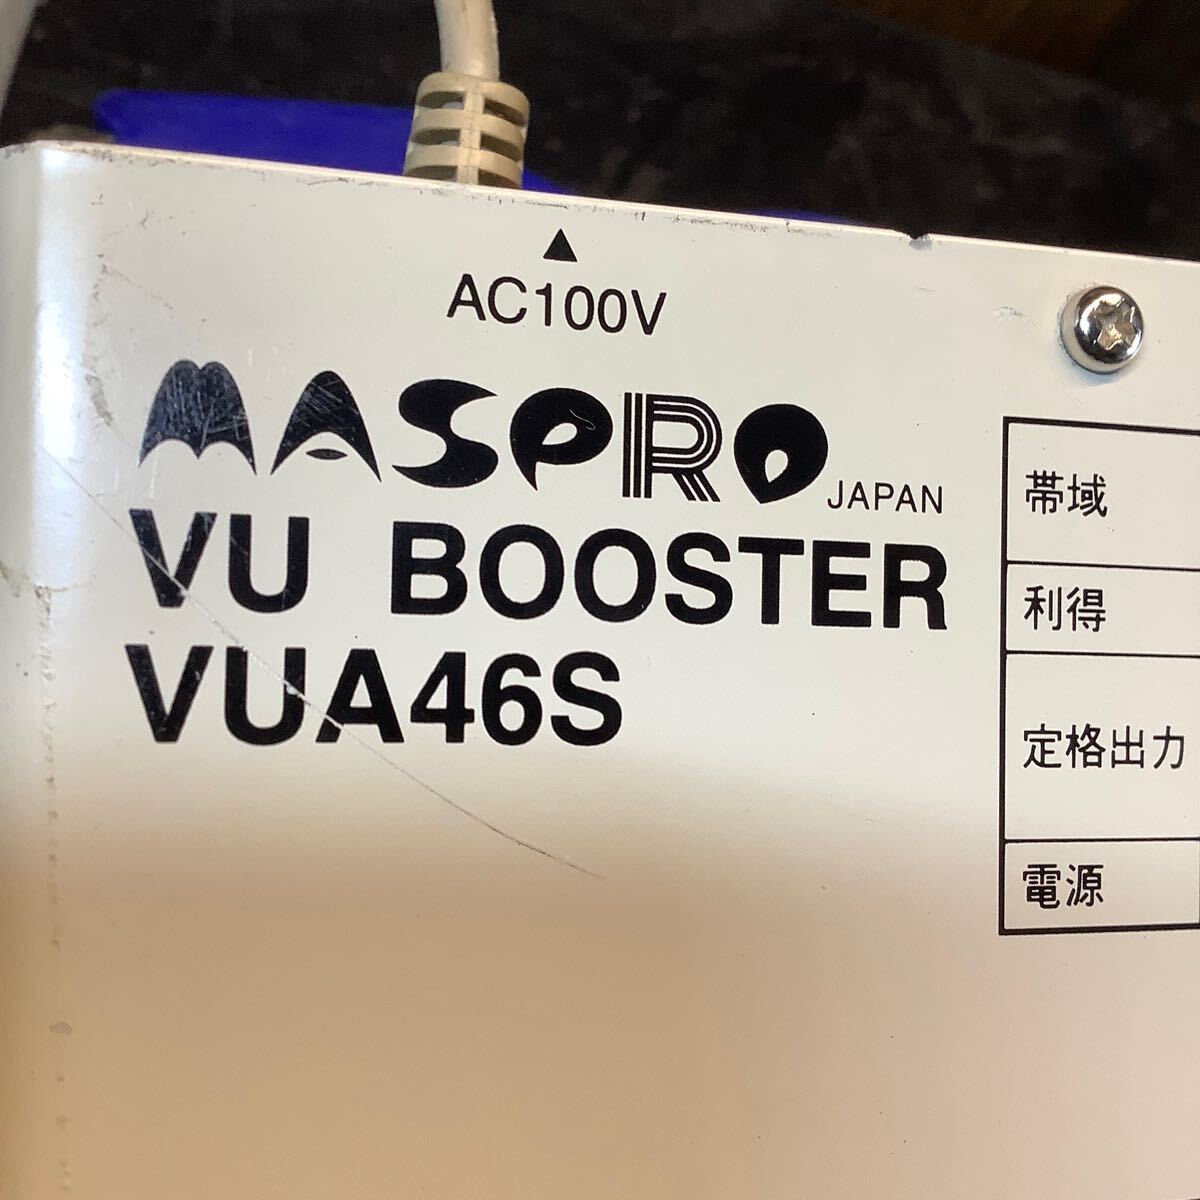 ▲
AC100V
MASPRO JAPAN
VU BOOSTER
VUA46S
帯域
利得
定格出力
電源